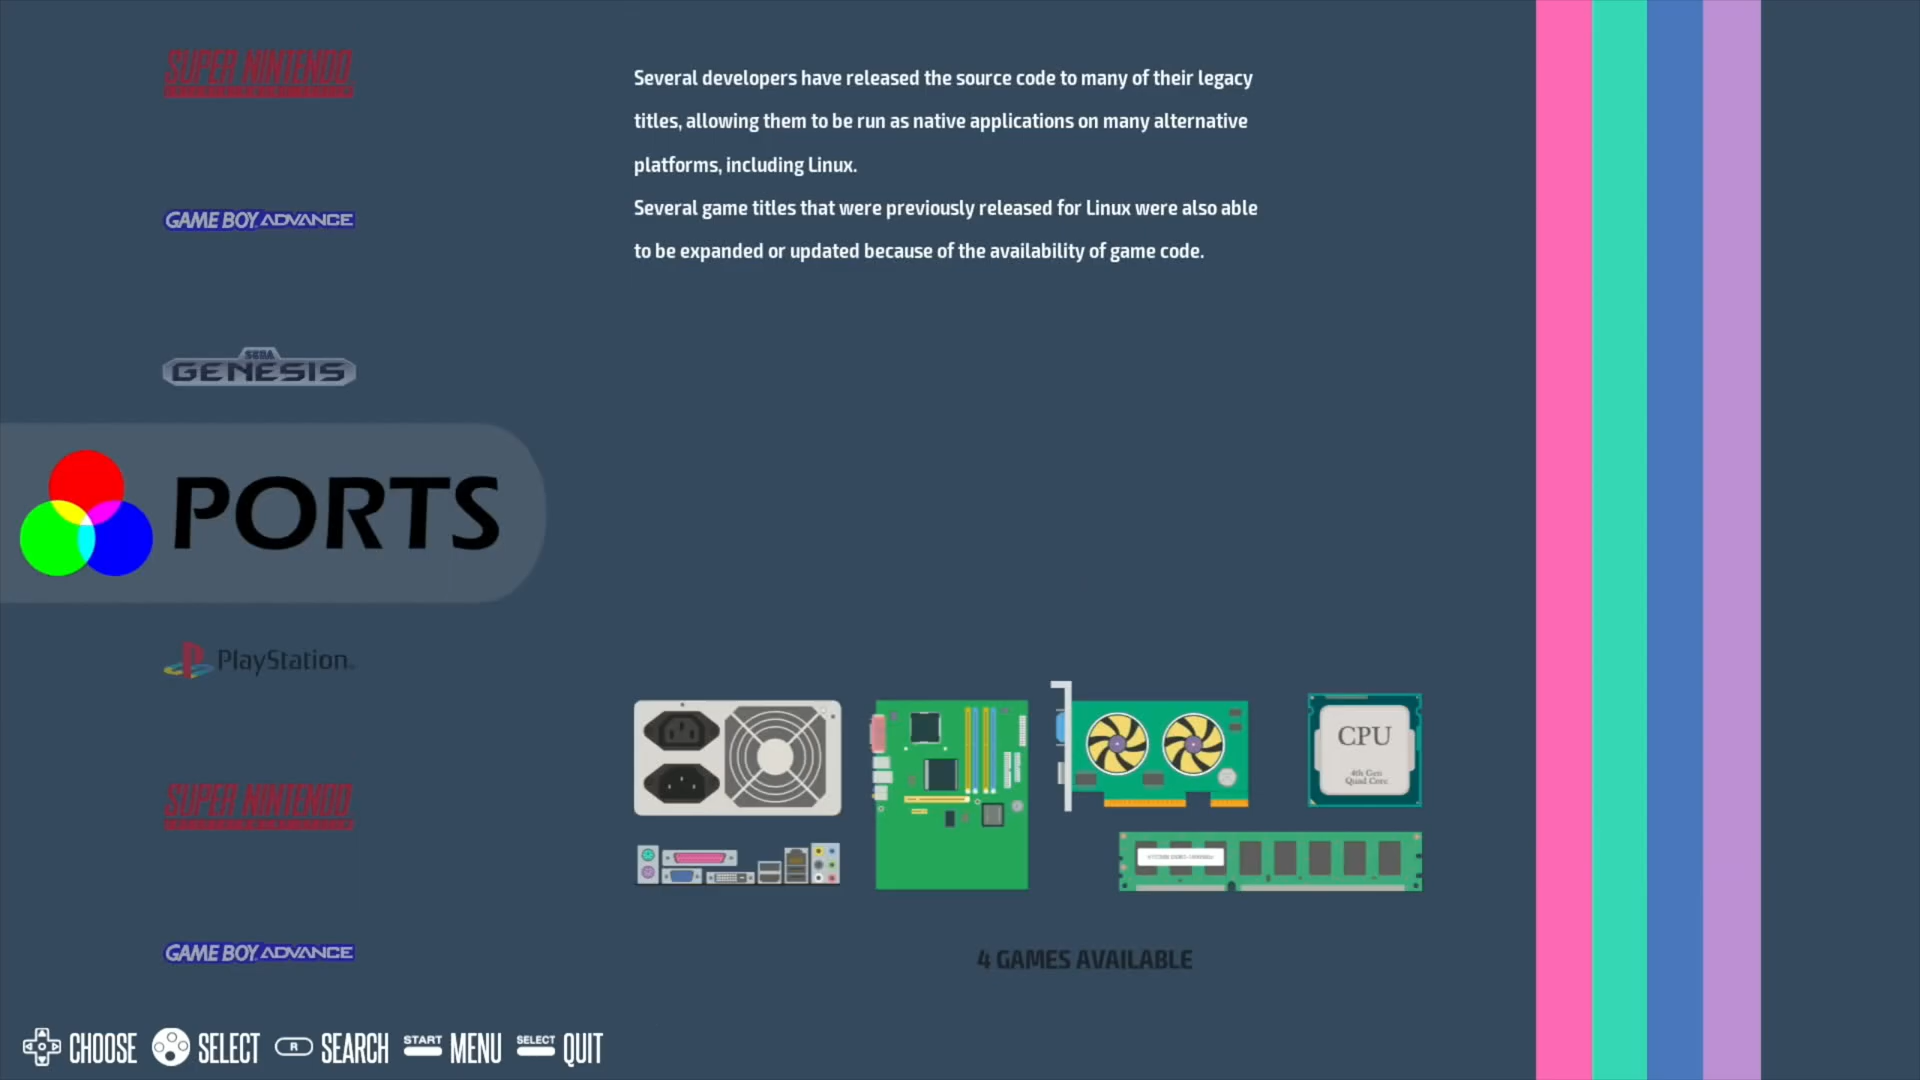 SUPER NINTENDO
GAME BOY ADVANCE
SEGA
GENESIS
PORTS
PlayStation
SUPER NINTENDO
GAME BOY ADVANCE
Several developers have released the source code to many of their legacy
titles, allowing them to be run as native applications on many alternative
platforms, including Linux.
Several game titles that were previously released for Linux were also able
to be expanded or updated because of the availability of game code.
CPU
4th Gen
Quad Core
4 GAMES AVAILABLE
CHOOSE SELECT R SEARCH START MENU SELECT QUIT